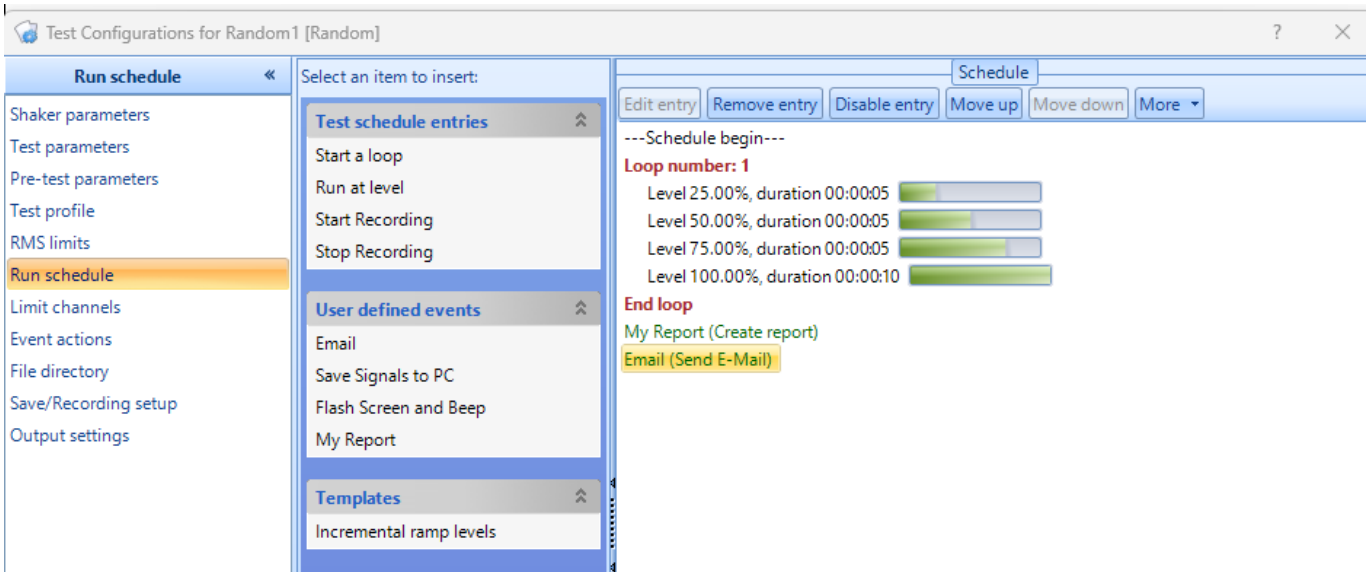 Test Configurations for Random1 [Random]
?
Run schedule «
Shaker parameters
Test parameters
Pre-test parameters
Test profile
RMS limits
Run schedule
Limit channels
Event actions
File directory
Save/Recording setup
Output settings
Select an item to insert:
Test schedule entries
Start a loop
Run at level
Start Recording
Stop Recording
User defined events
Email
Save Signals to PC
Flash Screen and Beep
My Report
Templates
Incremental ramp levels
Schedule
Edit entry Remove entry Disable entry Move up Move down More
---Schedule begin---
Loop number: 1
Level 25.00%, duration 00:00:05
Level 50.00%, duration 00:00:05
Level 75.00%, duration 00:00:05
Level 100.00%, duration 00:00:10
End loop
My Report (Create report)
Email (Send E-Mail)